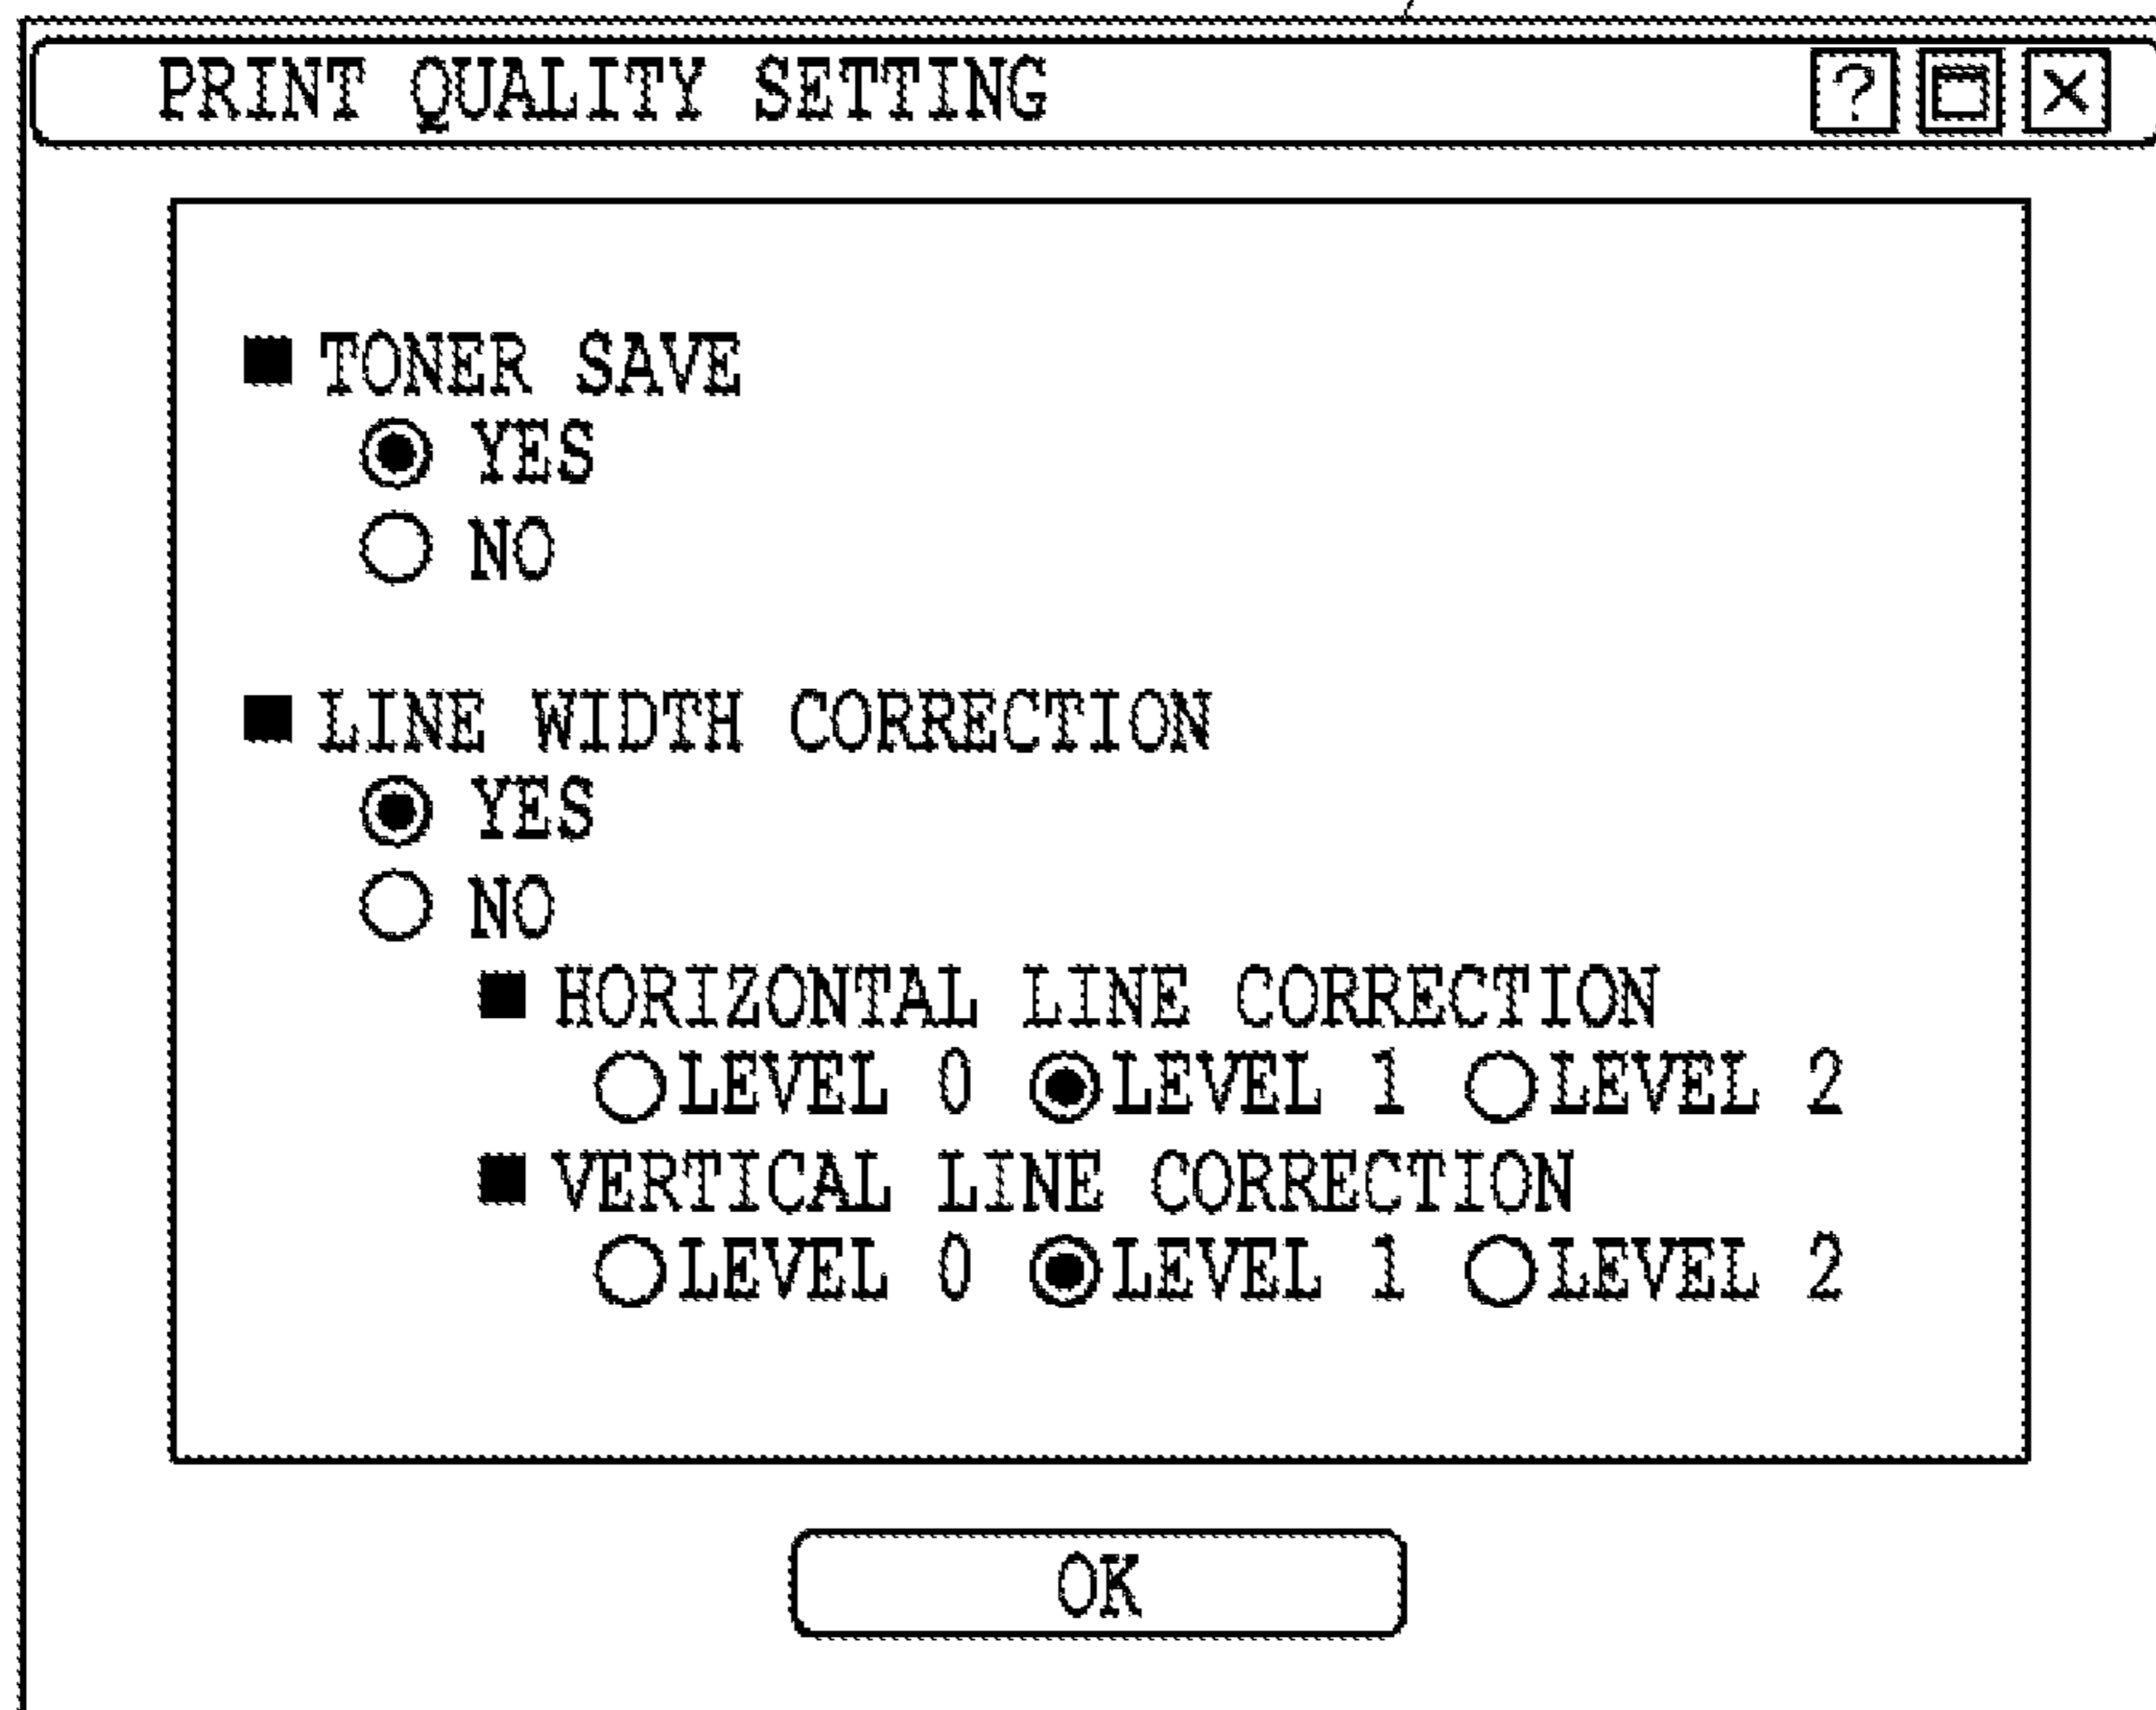 PRINT QUALITY SETTING ? ×
■ TONER SAVE
YES
NO
■ LINE WIDTH CORRECTION
YES
NO
■ HORIZONTAL LINE CORRECTION
LEVEL 0 LEVEL 1 LEVEL 2
■ VERTICAL LINE CORRECTION
LEVEL 0 LEVEL 1 LEVEL 2
OK